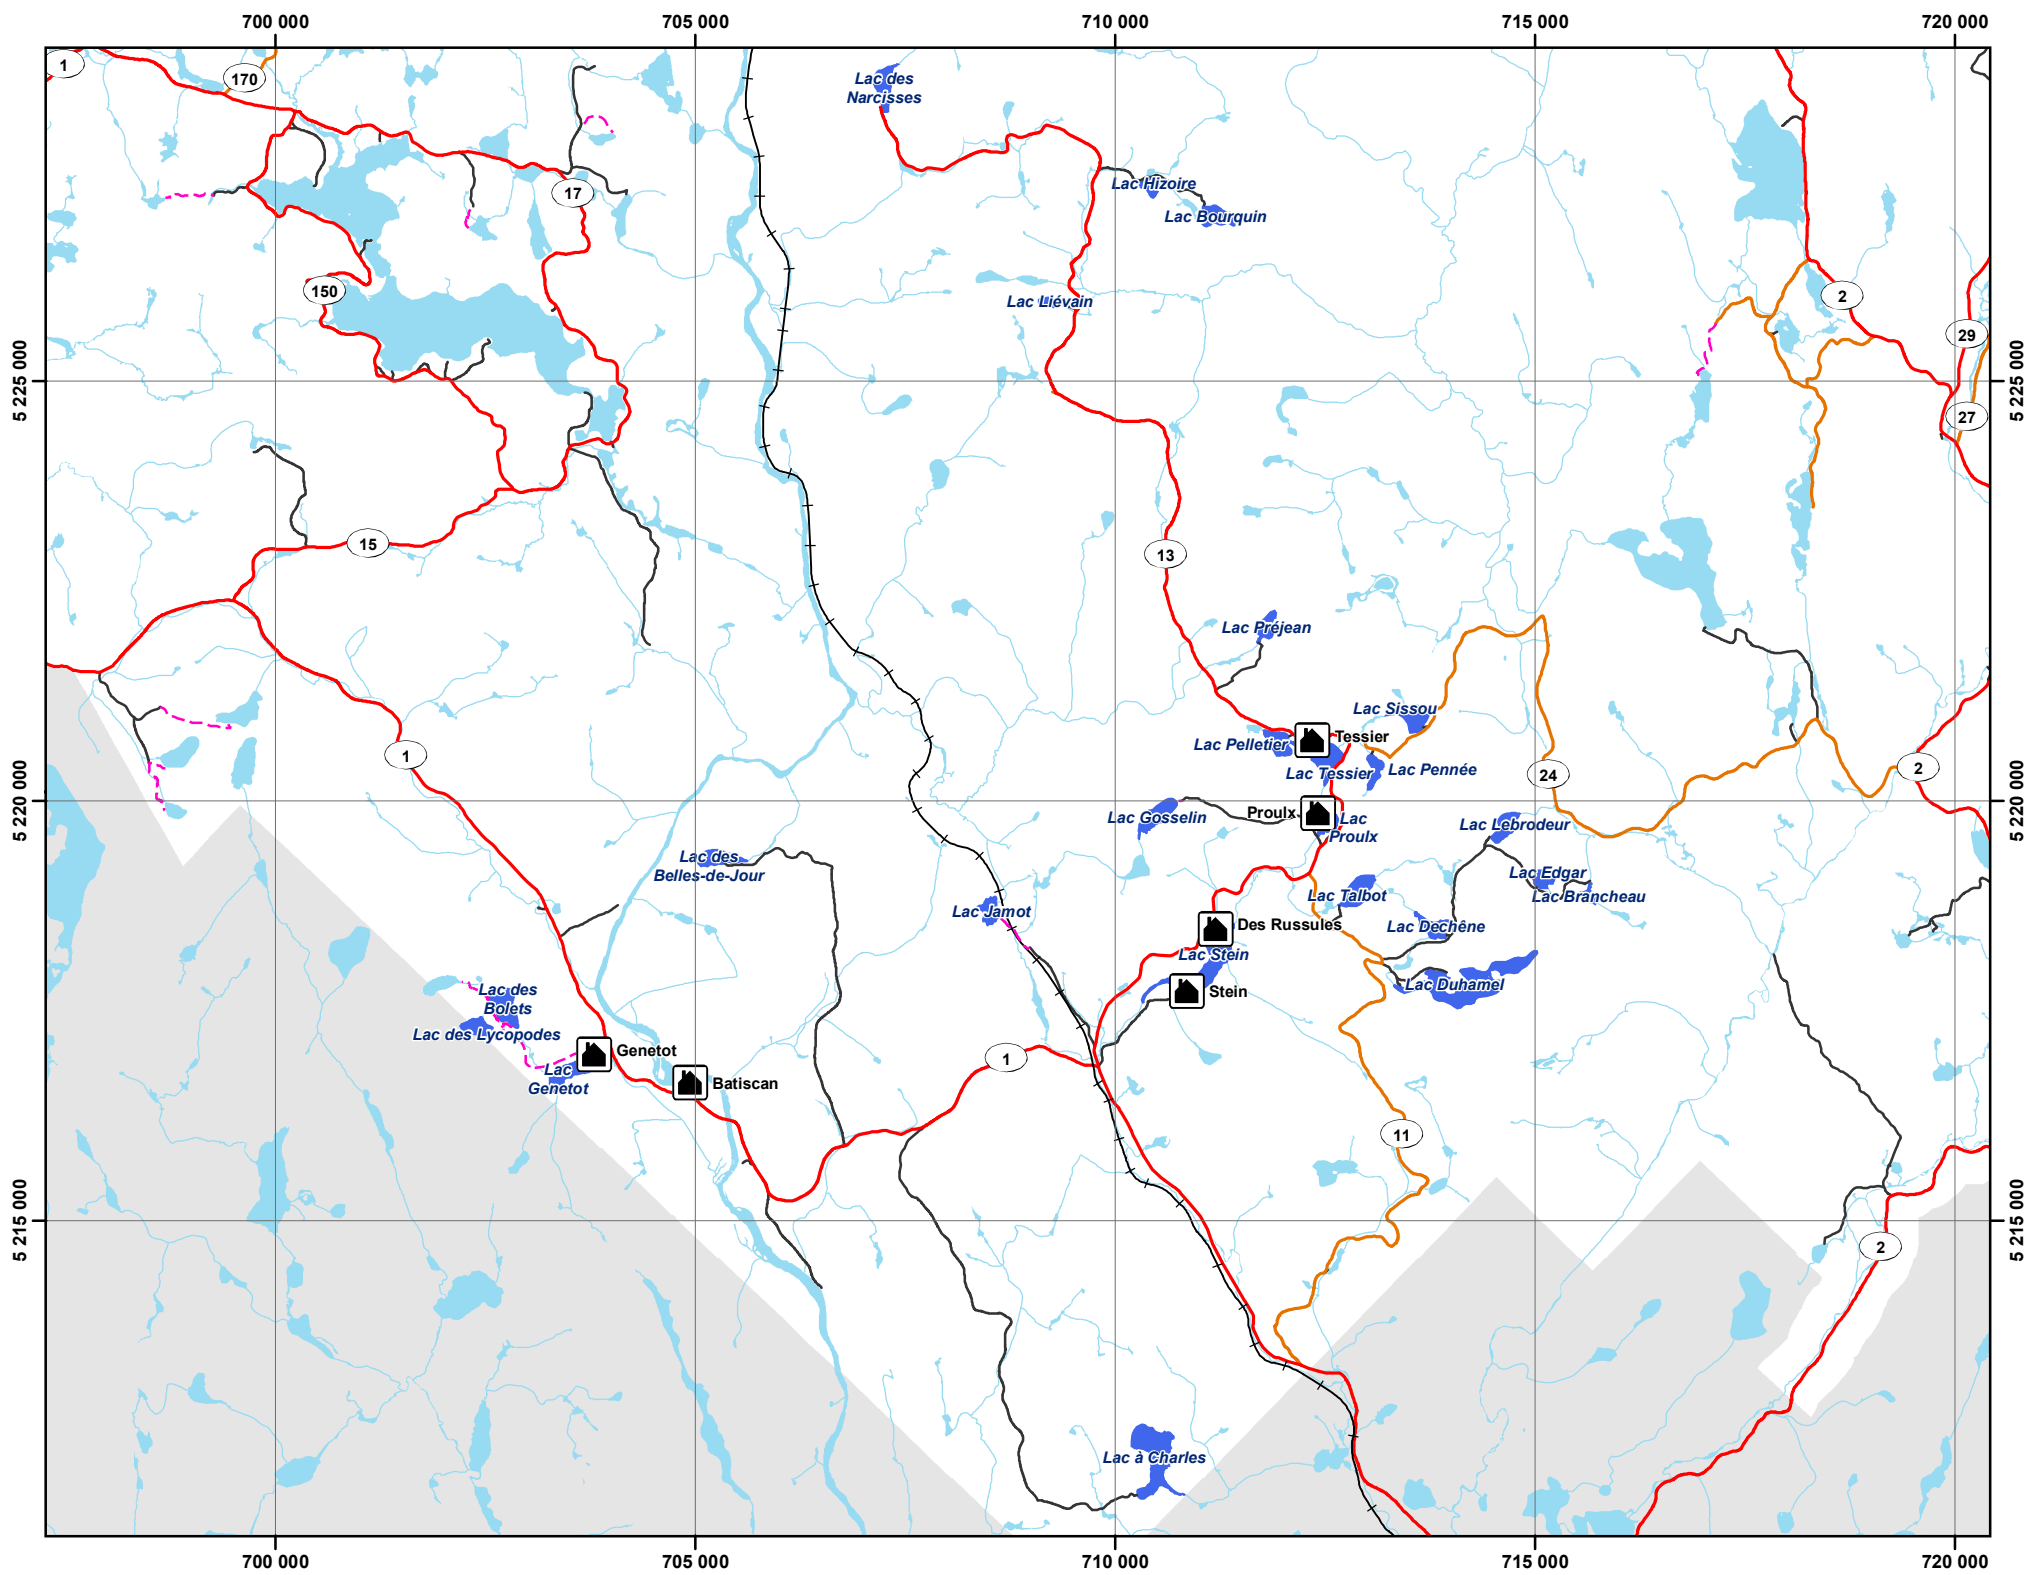 700 000
705 000
710 000
715 000
720 000
1
170
Lac des
Narcisses
17
Lac Hizoire
Lac Bourquin
150
Lac Liévain
2
29
5 225 000
5 225 000
27
15
13
Lac Préjean
Lac Sissou
Tessier
Lac Pelletier
1
Lac Tessier
Lac Pennée
24
2
5 220 000
5 220 000
Lac Gosselin
Proulx
Lac
Proulx
Lac Lebrodeur
Lac des
Belles-de-Jour
Lac Edgar
Lac Talbot
Lac Brancheau
Lac Jamot
Des Russules
Lac Dechêne
Lac Stein
Lac Duhamel
Stein
Lac des
Bolets
Lac des Lycopodes
Genetot
1
Lac
Genetot
Batiscan
11
5 215 000
5 215 000
2
Lac à Charles
700 000
705 000
710 000
715 000
720 000